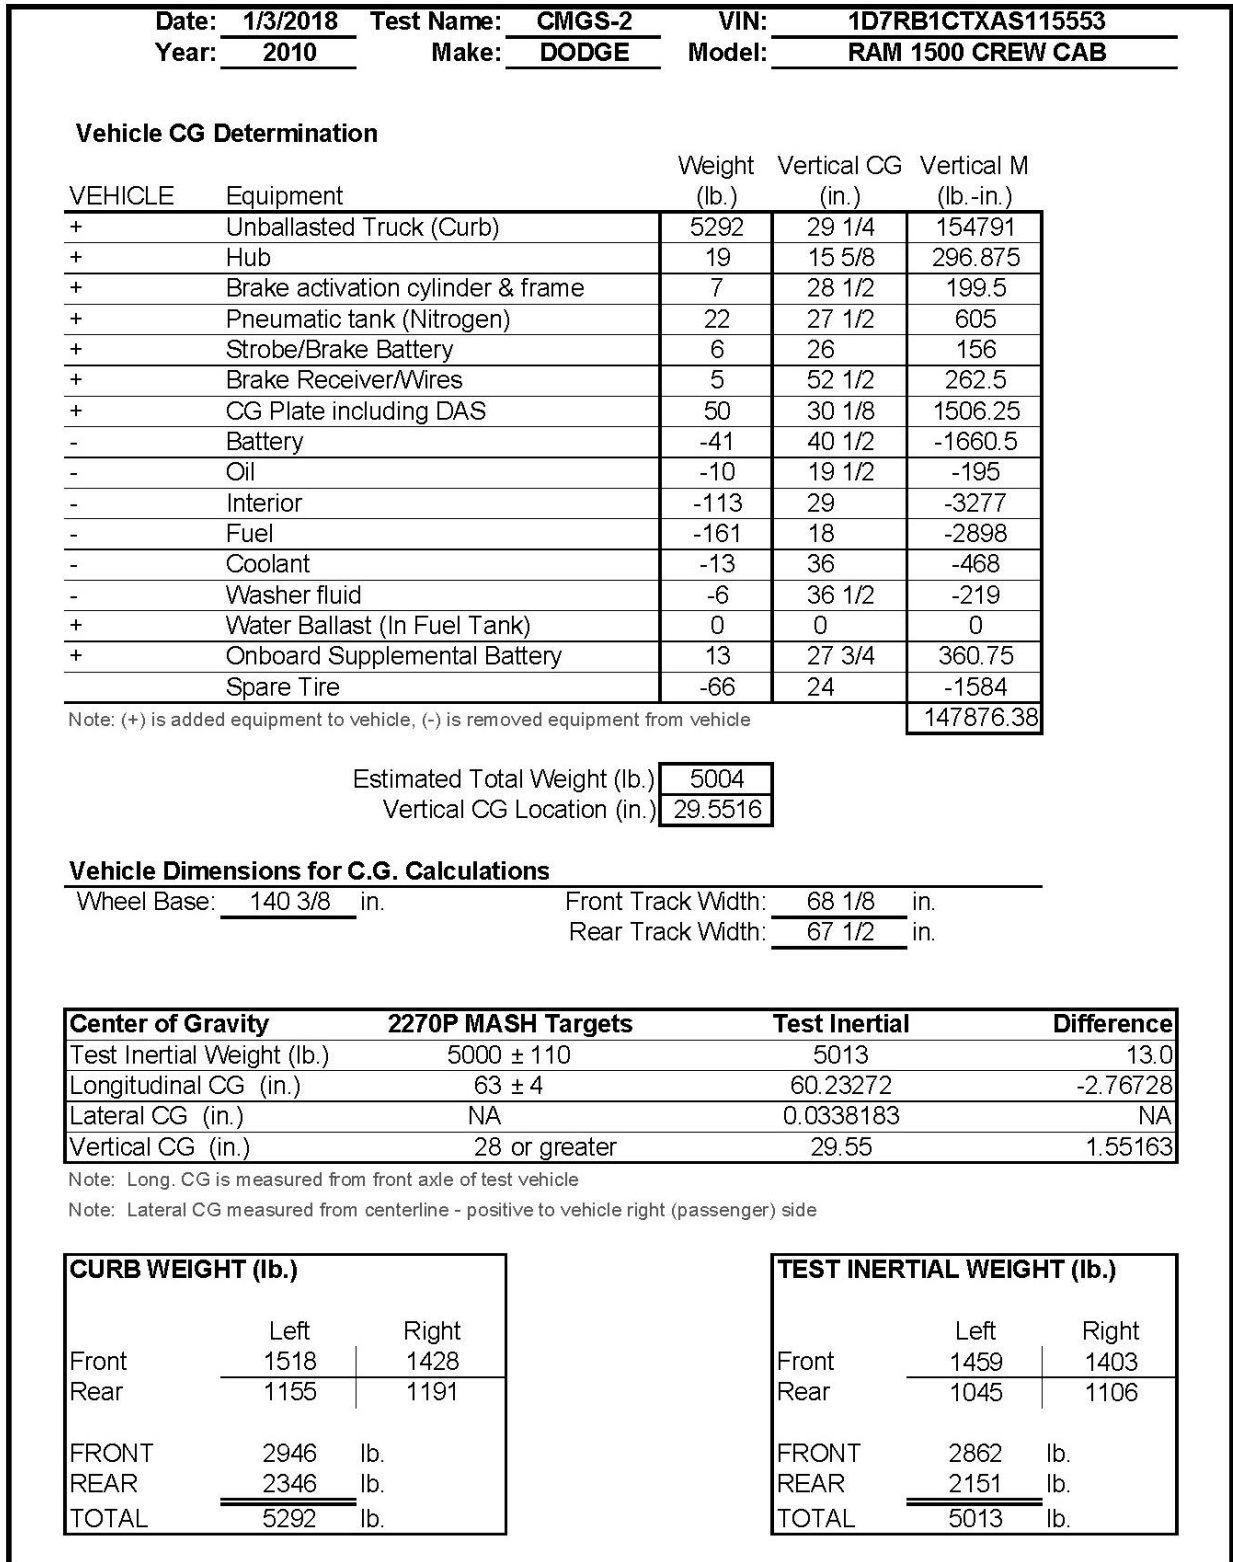 Date: 1/3/2018 Test Name: CMGS-2 VIN: 1D7RB1CTXAS115553
Year: 2010 Make: DODGE Model: RAM 1500 CREW CAB
Vehicle CG Determination
Weight Vertical CG Vertical M
VEHICLE Equipment (lb.) (in.) (lb.-in.)
+ Unballasted Truck (Curb) 5292 29 1/4 154791
+ Hub 19 15 5/8 296.875
+ Brake activation cylinder & frame 7 28 1/2 199.5
+ Pneumatic tank (Nitrogen) 22 27 1/2 605
+ Strobe/Brake Battery 6 26 156
+ Brake Receiver/Wires 5 52 1/2 262.5
+ CG Plate including DAS 50 30 1/8 1506.25
- Battery -41 40 1/2 -1660.5
- Oil -10 19 1/2 -195
- Interior -113 29 -3277
- Fuel -161 18 -2898
- Coolant -13 36 -468
- Washer fluid -6 36 1/2 -219
+ Water Ballast (In Fuel Tank) 0 0 0
+ Onboard Supplemental Battery 13 27 3/4 360.75
Spare Tire -66 24 -1584
Note: (+) is added equipment to vehicle, (-) is removed equipment from vehicle 147876.38
Estimated Total Weight (lb.) 5004
Vertical CG Location (in.) 29.5516
Vehicle Dimensions for C.G. Calculations
Wheel Base: 140 3/8 in. Front Track Width: 68 1/8 in.
Rear Track Width: 67 1/2 in.
Center of Gravity 2270P MASH Targets Test Inertial Difference
Test Inertial Weight (lb.) 5000 ± 110 5013 13.0
Longitudinal CG (in.) 63 ± 4 60.23272 -2.76728
Lateral CG (in.) NA 0.0338183 NA
Vertical CG (in.) 28 or greater 29.55 1.55163
Note: Long. CG is measured from front axle of test vehicle
Note: Lateral CG measured from centerline - positive to vehicle right (passenger) side
CURB WEIGHT (lb.) TEST INERTIAL WEIGHT (lb.)
Left Right Left Right
Front 1518 1428 Front 1459 1403
Rear 1155 1191 Rear 1045 1106
FRONT 2946 lb. FRONT 2862 lb.
REAR 2346 lb. REAR 2151 lb.
TOTAL 5292 lb. TOTAL 5013 lb.